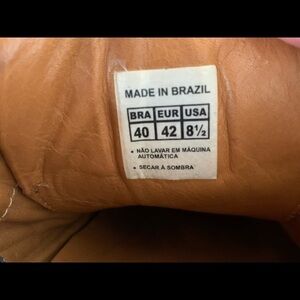 MADE IN BRAZIL
BRA EUR USA
40 42 8½
• NÃO LAVAR EM MÁQUINA
AUTOMÁTICA
• SECAR À SOMBRA